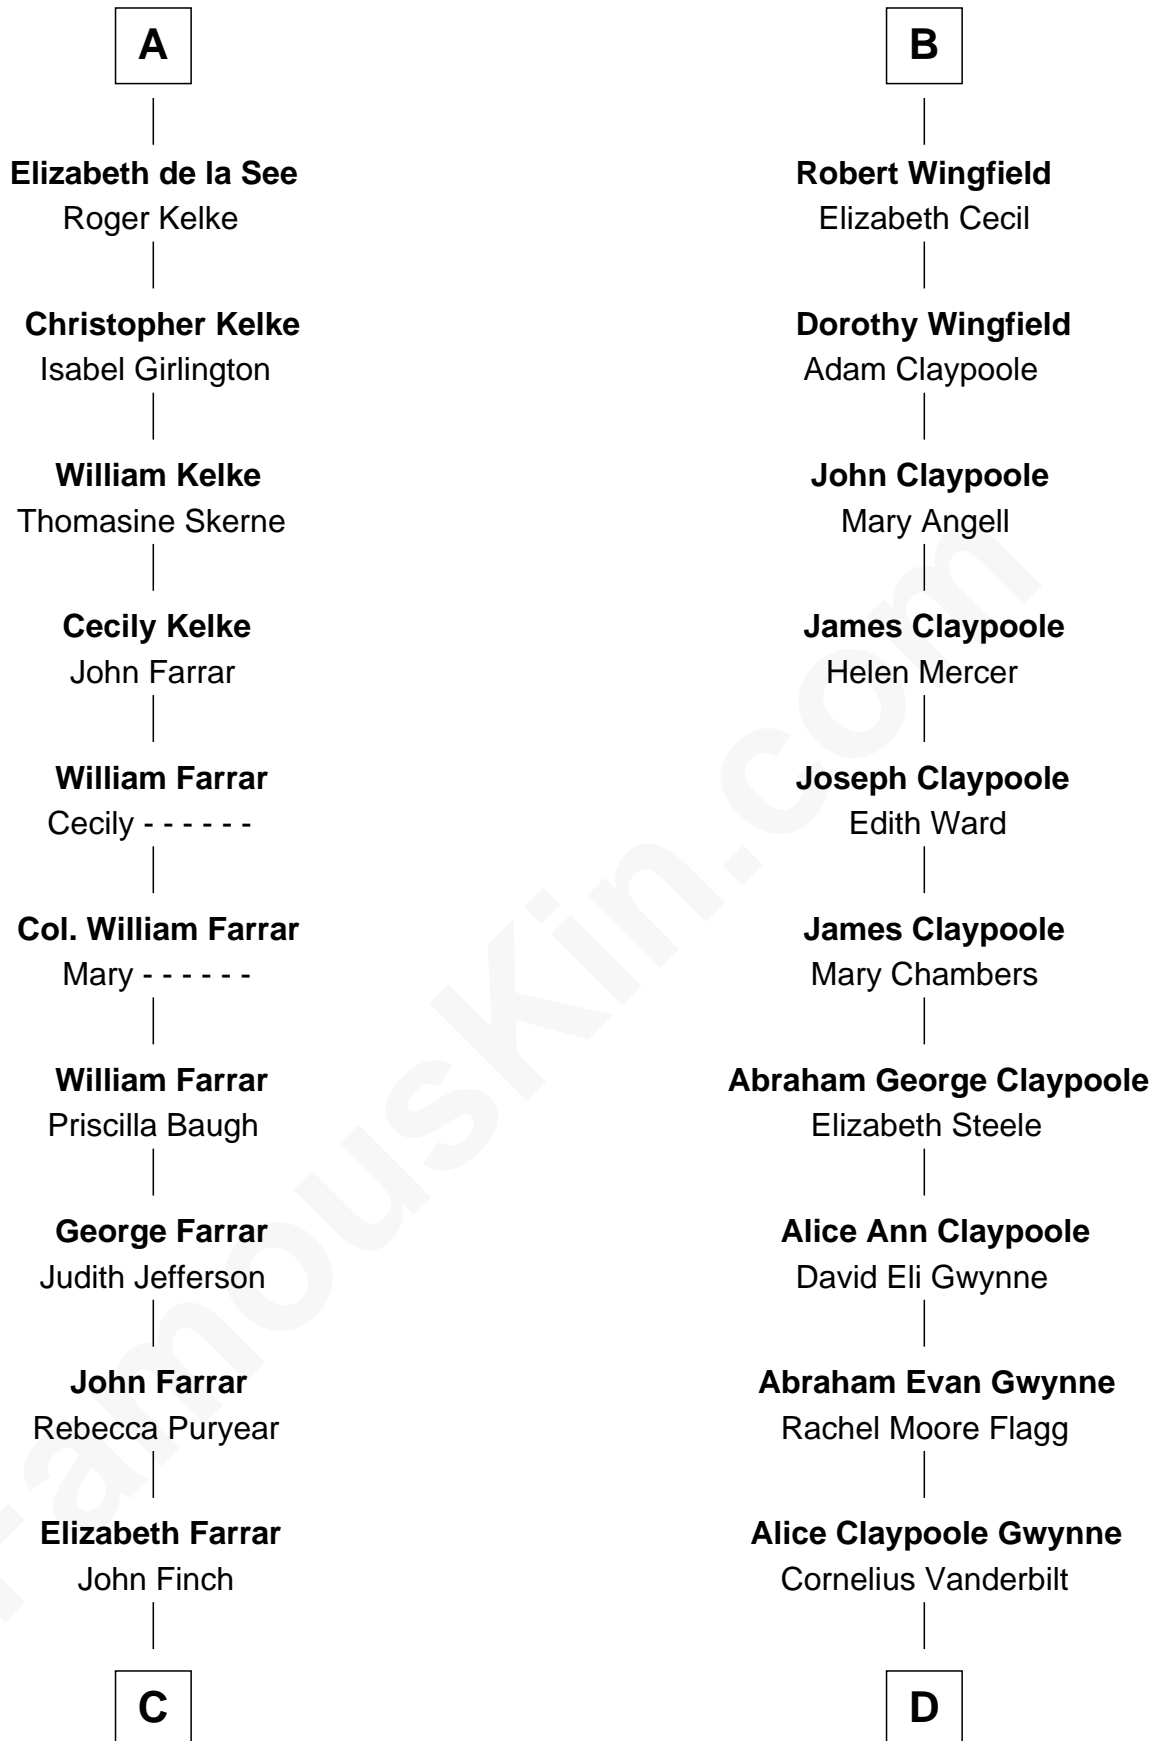 A
Elizabeth de la See
Roger Kelke
Christopher Kelke
Isabel Girlington
William Kelke
Thomasine Skerne
Cecily Kelke
John Farrar
William Farrar
Cecily - - - - - -
Col. William Farrar
Mary - - - - - -
William Farrar
Priscilla Baugh
George Farrar
Judith Jefferson
John Farrar
Rebecca Puryear
Elizabeth Farrar
John Finch
C
B
Robert Wingfield
Elizabeth Cecil
Dorothy Wingfield
Adam Claypoole
John Claypoole
Mary Angell
James Claypoole
Helen Mercer
Joseph Claypoole
Edith Ward
James Claypoole
Mary Chambers
Abraham George Claypoole
Elizabeth Steele
Alice Ann Claypoole
David Eli Gwynne
Abraham Evan Gwynne
Rachel Moore Flagg
Alice Claypoole Gwynne
Cornelius Vanderbilt
D
FamousKin.com